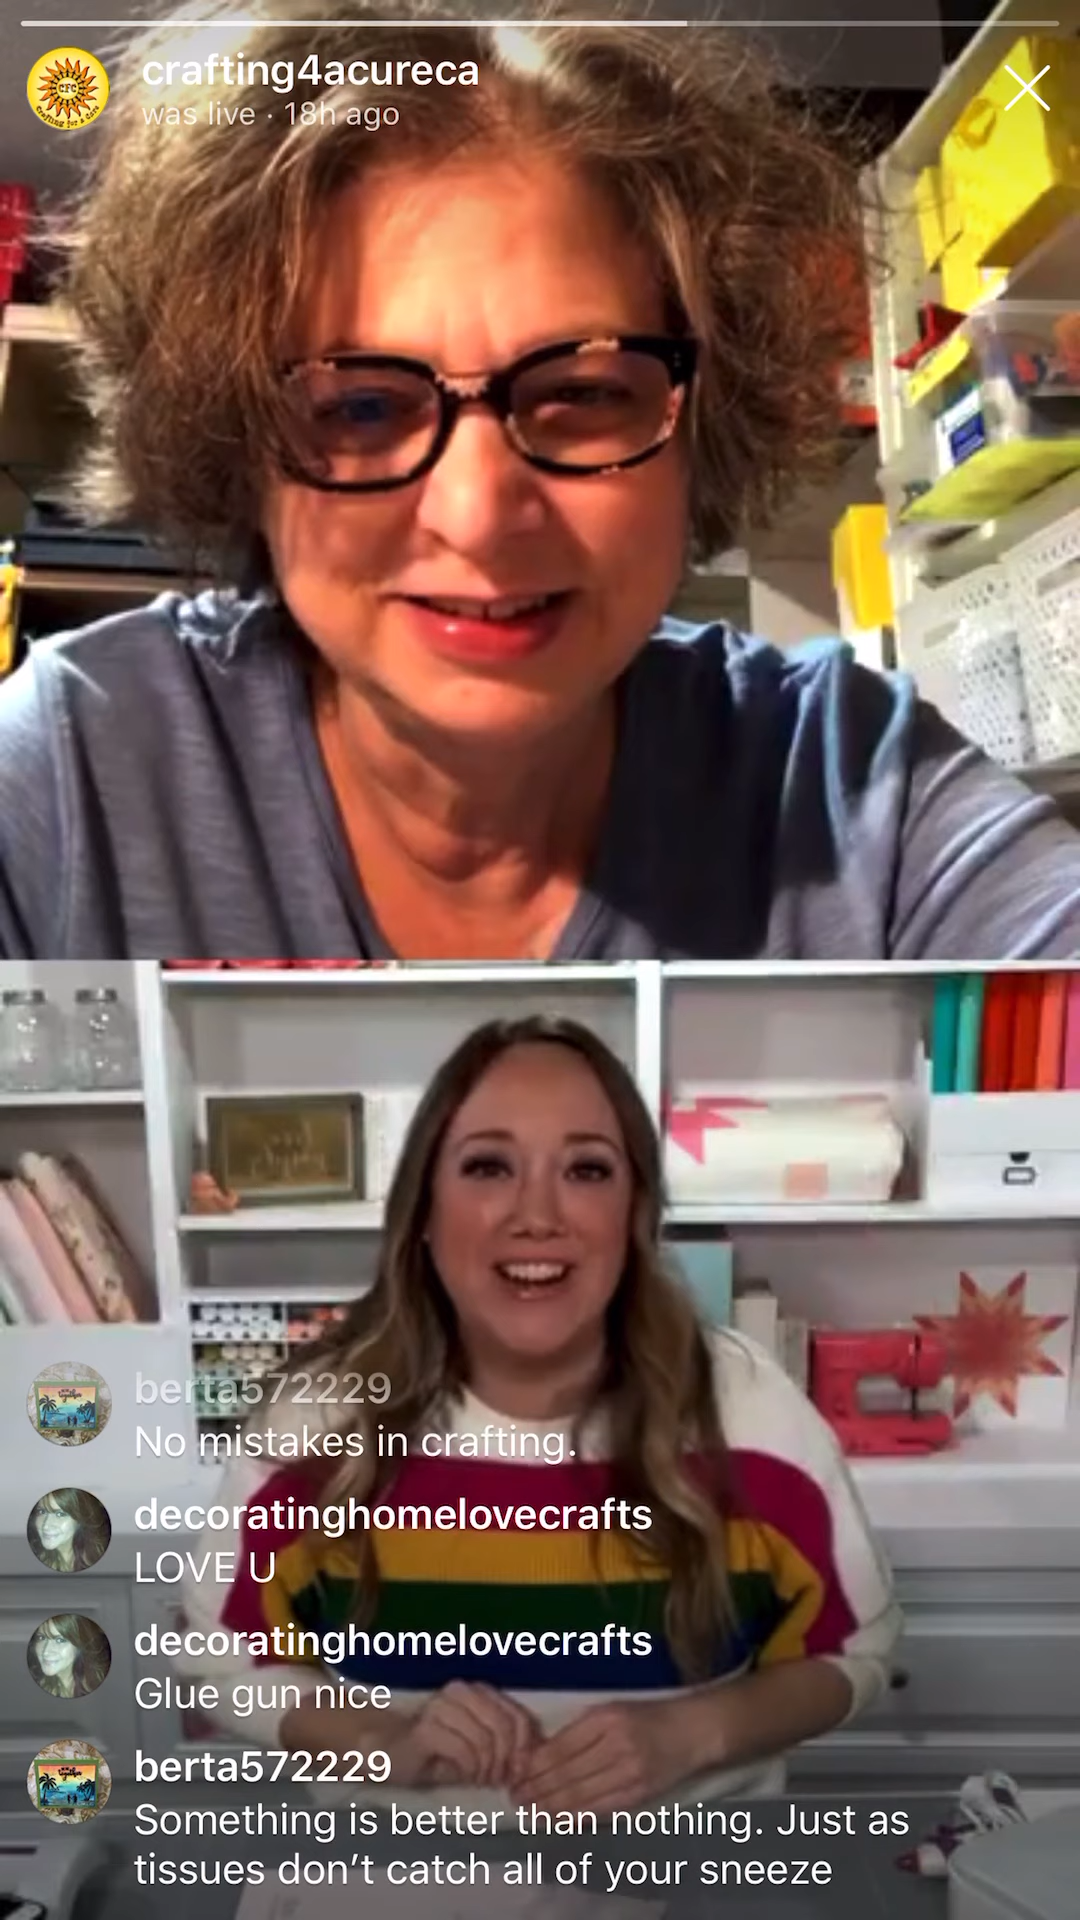 crafting4acureca
was live · 18h ago
CFC
berta572229
No mistakes in crafting.
decoratinghomelovecrafts
LOVE U
decoratinghomelovecrafts
Glue gun nice
berta572229
Something is better than nothing. Just as
tissues don't catch all of your sneeze